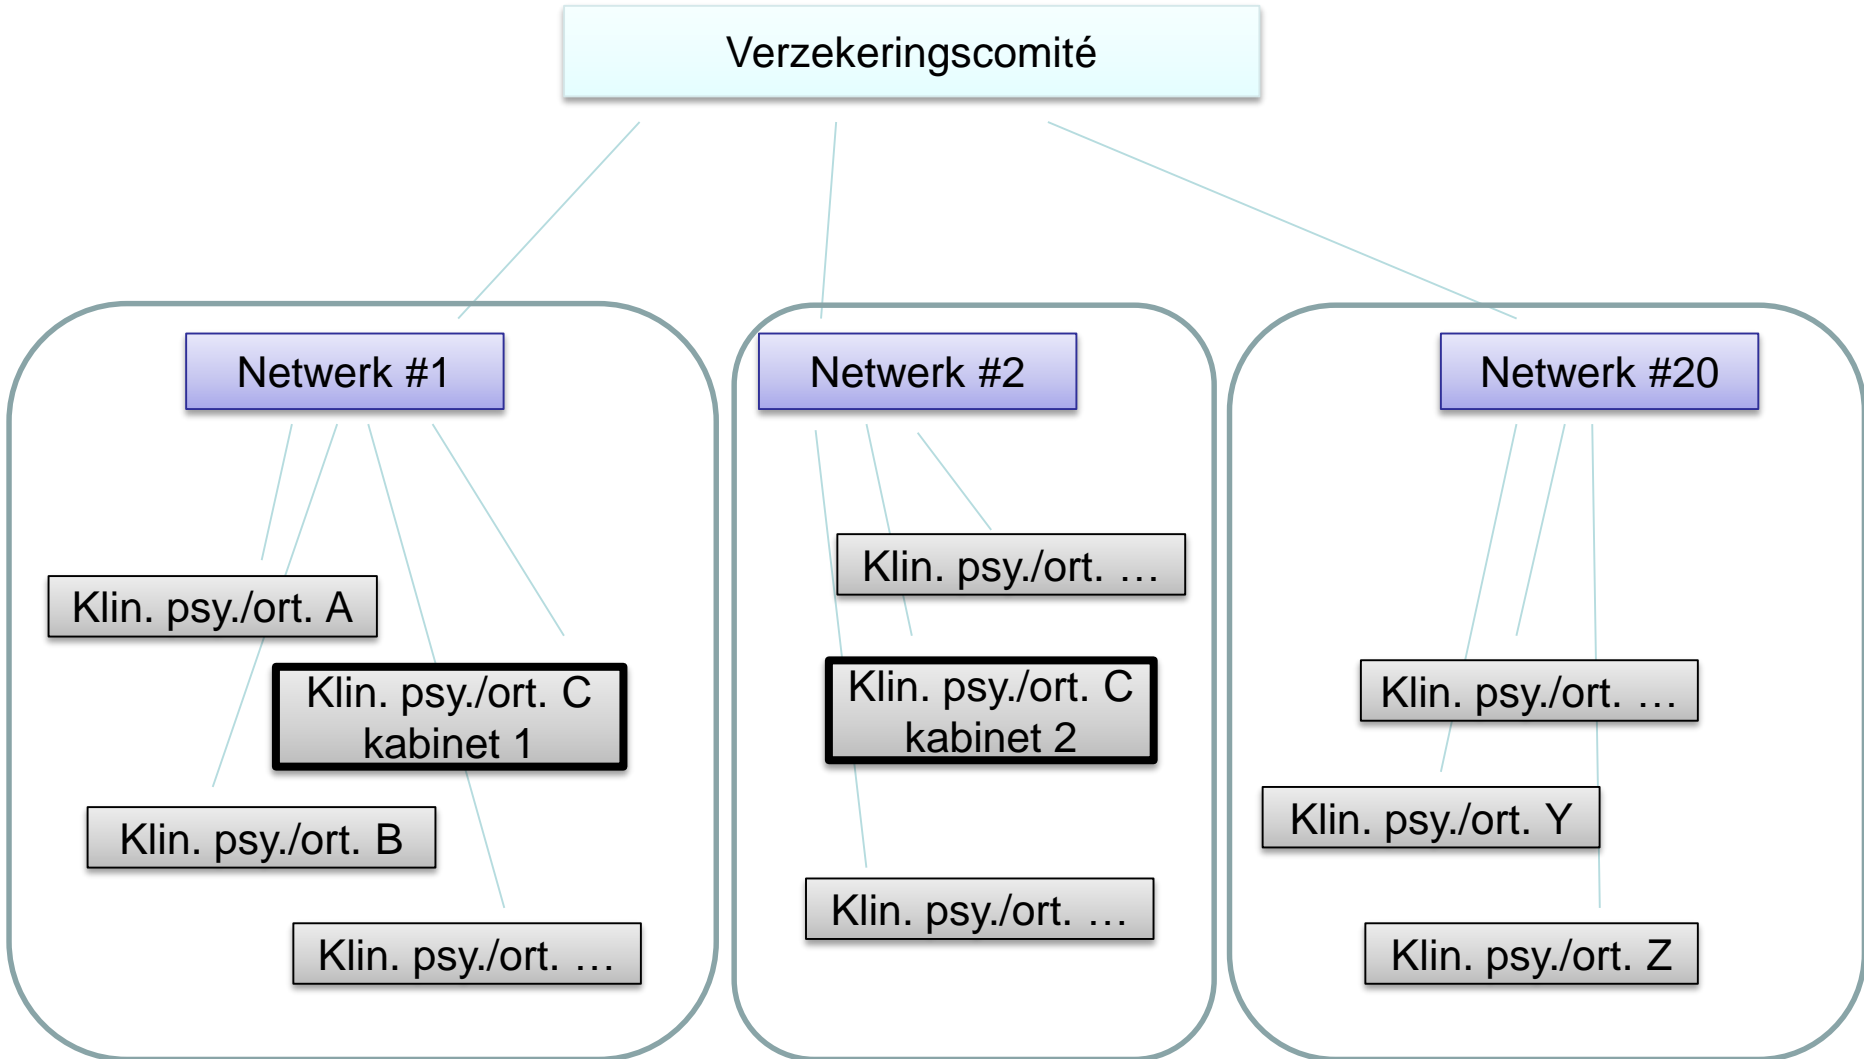 Verzekeringscomité
Netwerk #1
Klin. psy./ort. A
Klin. psy./ort. C
kabinet 1
Klin. psy./ort. B
Klin. psy./ort. …
Netwerk #2
Klin. psy./ort. …
Klin. psy./ort. C
kabinet 2
Klin. psy./ort. …
Netwerk #20
Klin. psy./ort. …
Klin. psy./ort. Y
Klin. psy./ort. Z